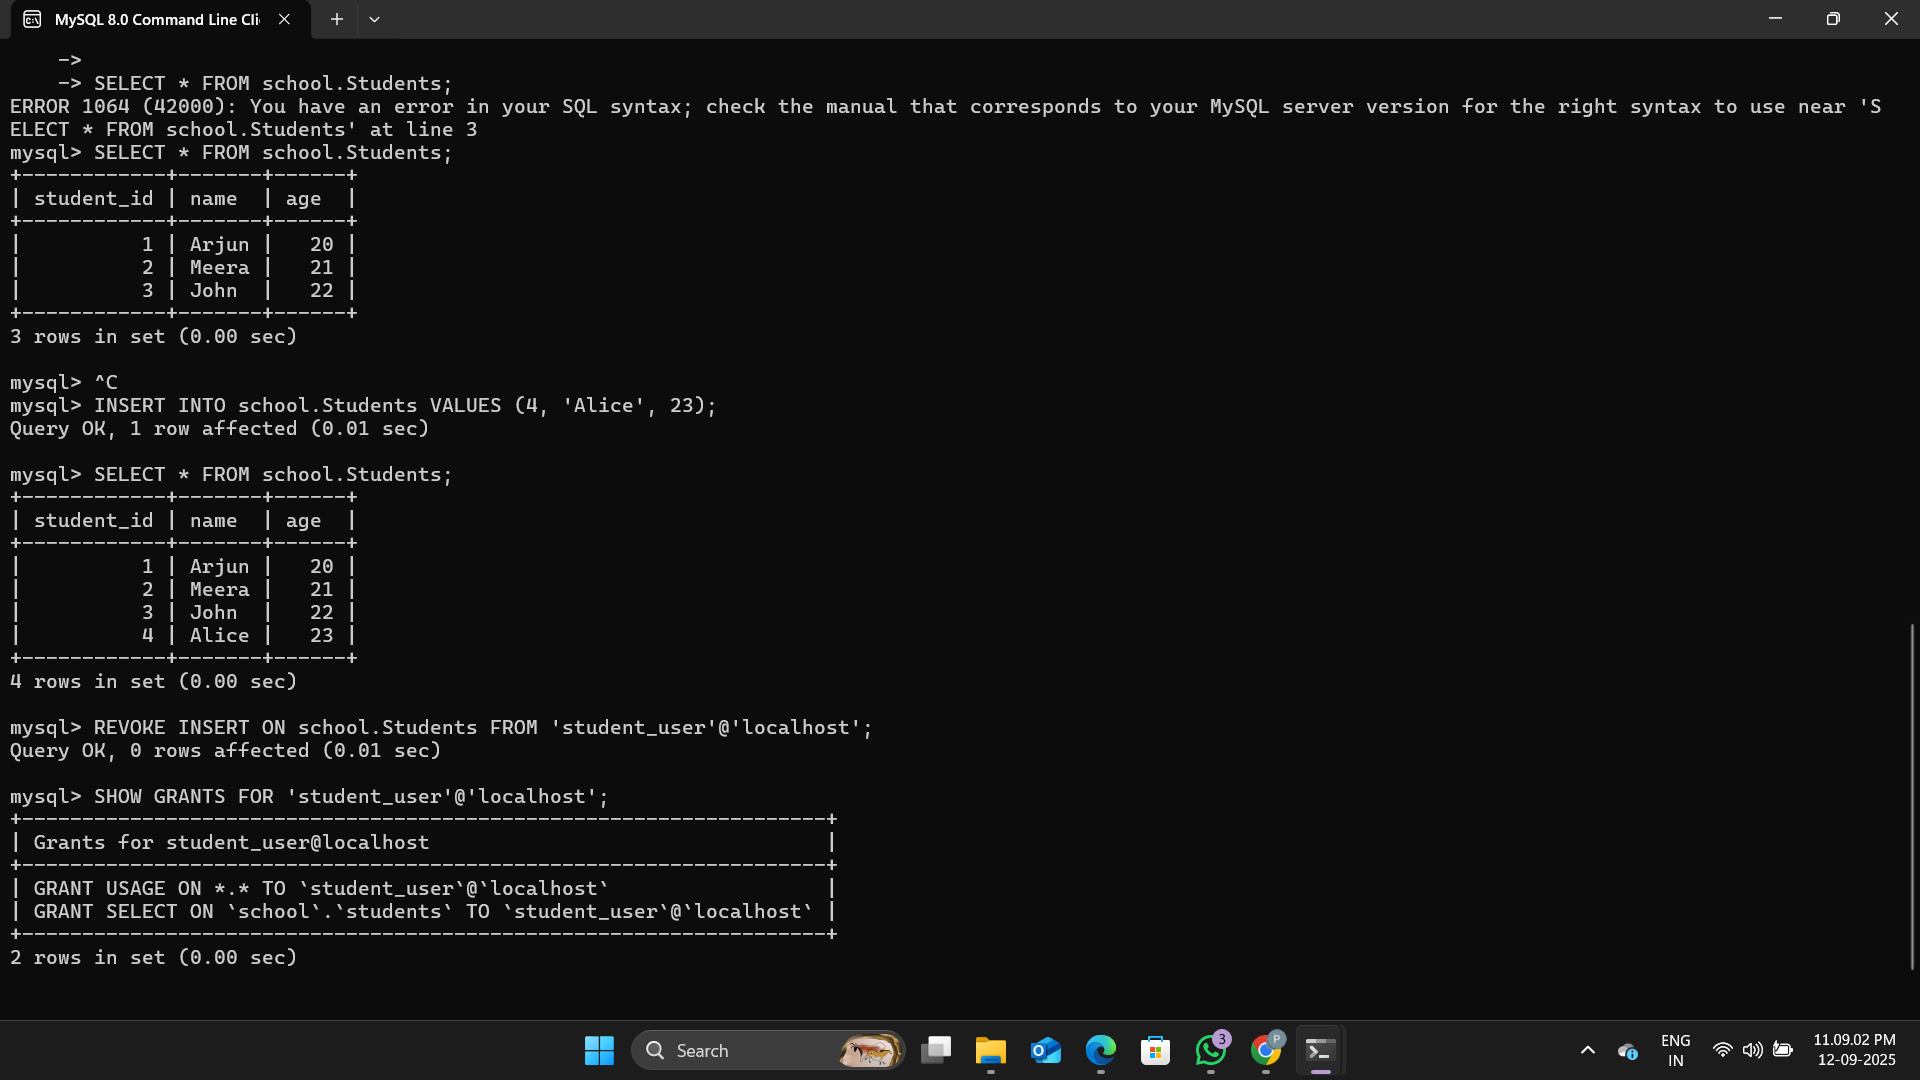 MySQL 8.0 Command Line Cli
->
-> SELECT * FROM school.Students;
ERROR 1064 (42000): You have an error in your SQL syntax; check the manual that corresponds to your MySQL server version for the right syntax to use near 'S
ELECT * FROM school.Students' at line 3
mysql> SELECT * FROM school.Students;
+------------+-------+------+
| student_id | name  | age  |
+------------+-------+------+
|          1 | Arjun |   20 |
|          2 | Meera |   21 |
|          3 | John  |   22 |
+------------+-------+------+
3 rows in set (0.00 sec)
mysql> ^C
mysql> INSERT INTO school.Students VALUES (4, 'Alice', 23);
Query OK, 1 row affected (0.01 sec)
mysql> SELECT * FROM school.Students;
+------------+-------+------+
| student_id | name  | age  |
+------------+-------+------+
|          1 | Arjun |   20 |
|          2 | Meera |   21 |
|          3 | John  |   22 |
|          4 | Alice |   23 |
+------------+-------+------+
4 rows in set (0.00 sec)
mysql> REVOKE INSERT ON school.Students FROM 'student_user'@'localhost';
Query OK, 0 rows affected (0.01 sec)
mysql> SHOW GRANTS FOR 'student_user'@'localhost';
+-------------------------------------------------------------------+
| Grants for student_user@localhost                                 |
+-------------------------------------------------------------------+
| GRANT USAGE ON *.* TO `student_user`@`localhost`                  |
| GRANT SELECT ON `school`.`students` TO `student_user`@`localhost` |
+-------------------------------------------------------------------+
2 rows in set (0.00 sec)
Search
3
P
ENG
IN
11.09.02 PM
12-09-2025